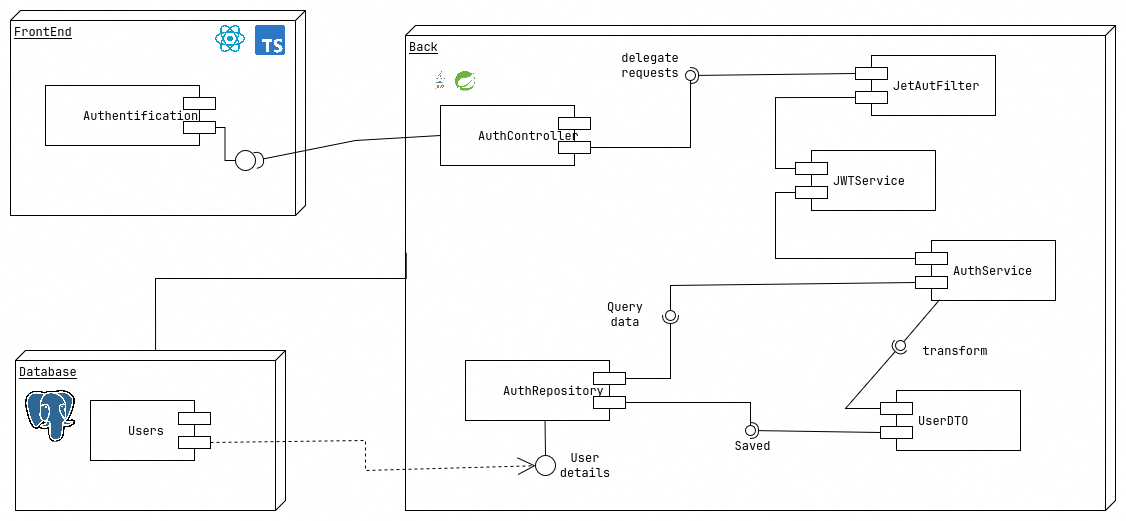 FrontEnd
TS
Authentification
Back
delegate
requests
JetAutFilter
AuthController
JWTService
AuthService
Query
data
transform
Database
AuthRepository
Users
UserDTO
Saved
User
details